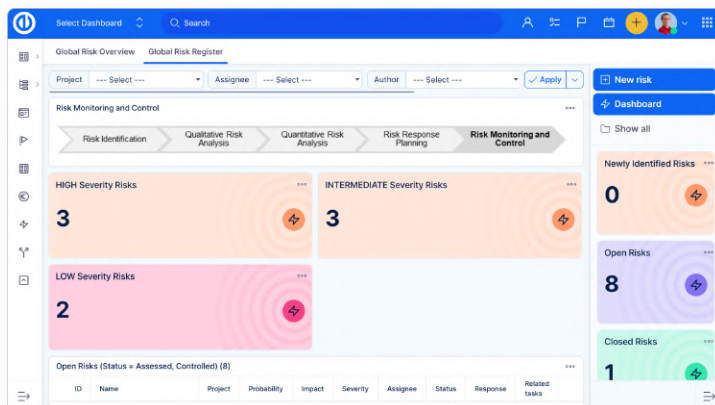 Select Dashboard
Search
Global Risk Overview Global Risk Register
Project --- Select --- Assignee --- Select --- Author --- Select --- Apply
New risk
Dashboard
Show all
Risk Monitoring and Control
Risk Identification
Qualitative Risk
Analysis
Quantitative Risk
Analysis
Risk Response
Planning
Risk Monitoring and
Control
HIGH Severity Risks
3
INTERMEDIATE Severity Risks
3
LOW Severity Risks
2
Newly Identified Risks
0
Open Risks
8
Closed Risks
1
Open Risks (Status = Assessed, Controlled) (8)
ID Name Project Probability Impact Severity Assignee Status Response Related
tasks